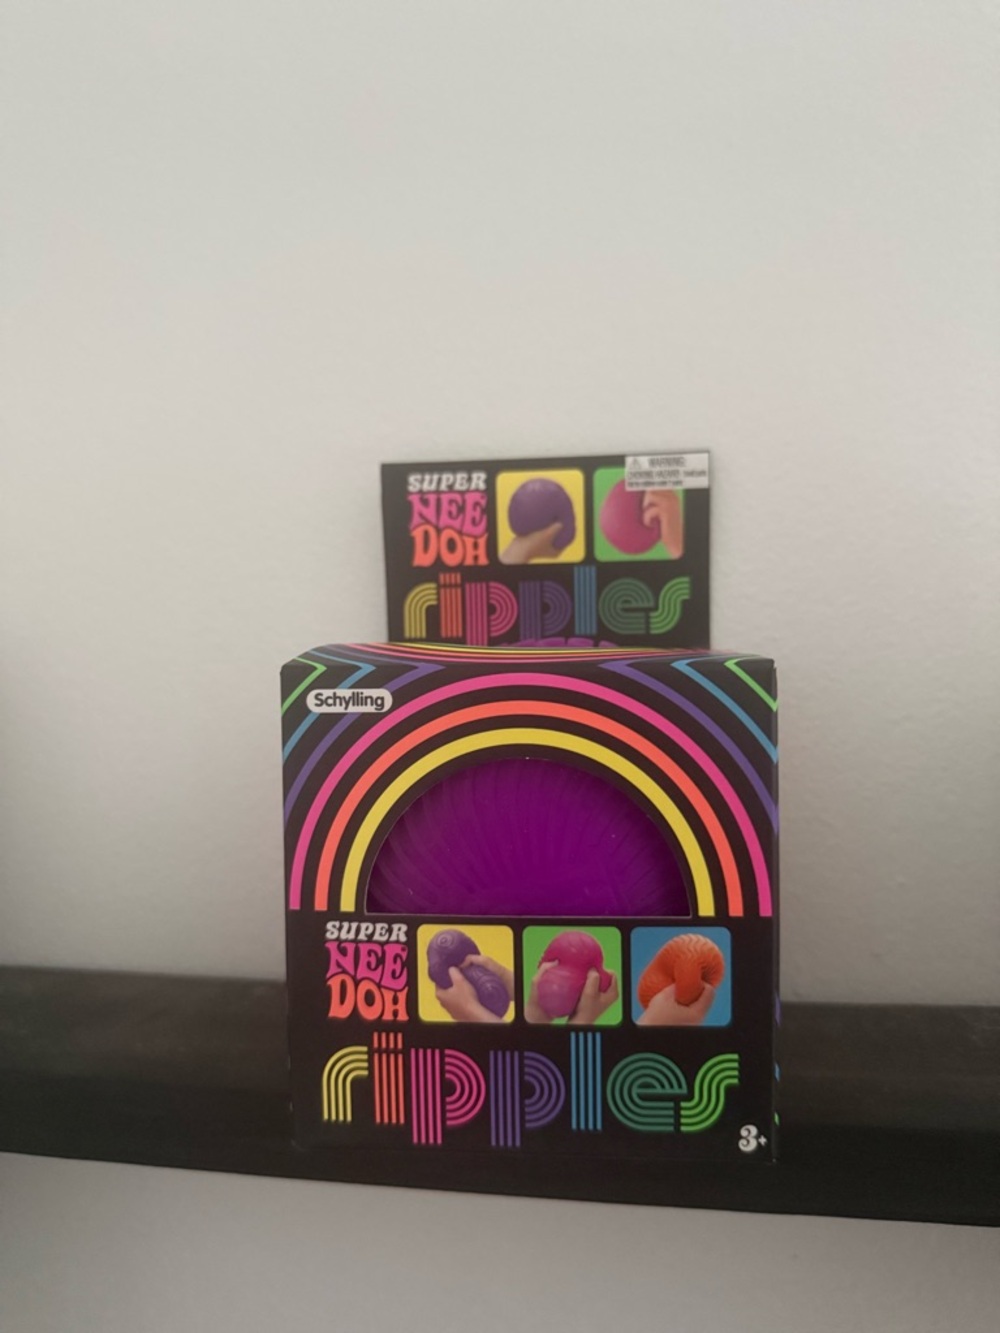 SUPER
NEE
DOH
WARNING:
ripples
Schylling
SUPER
NEE
DOH
ripples
3+